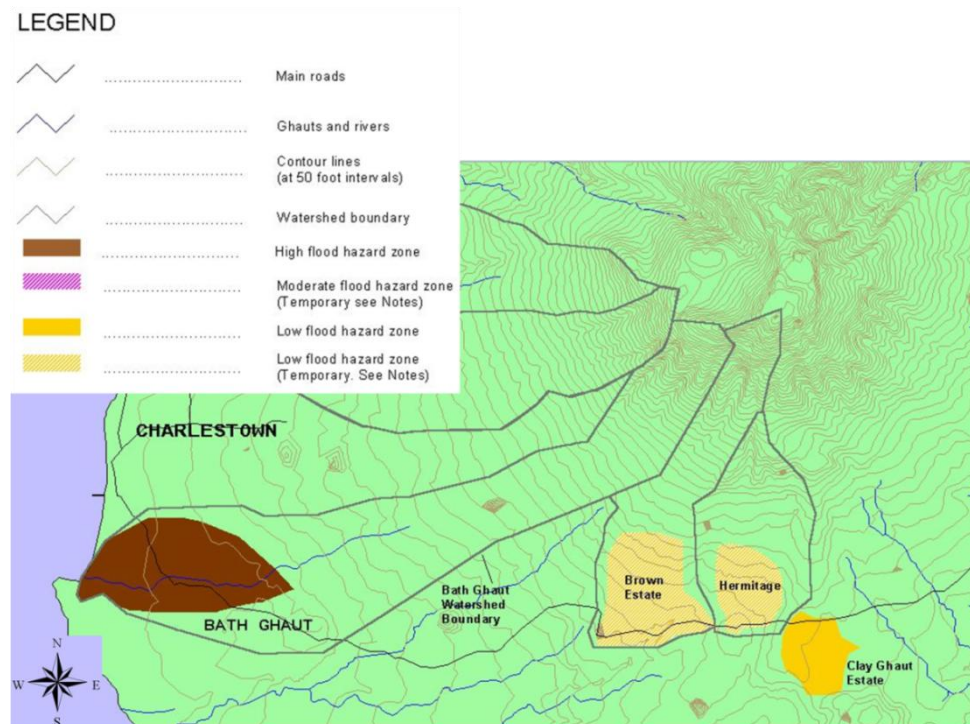 LEGEND
Main roads
Ghauts and rivers
Contour lines
(at 50 foot intervals)
Watershed boundary
High flood hazard zone
Moderate flood hazard zone
(Temporary see Notes)
Low flood hazard zone
Low flood hazard zone
(Temporary. See Notes)
CHARLESTOWN
Brown
Estate
Hermitage
Bath Ghaut
Watershed
Boundary
BATH GHAUT
Clay Ghaut
Estate
N
W
E
S